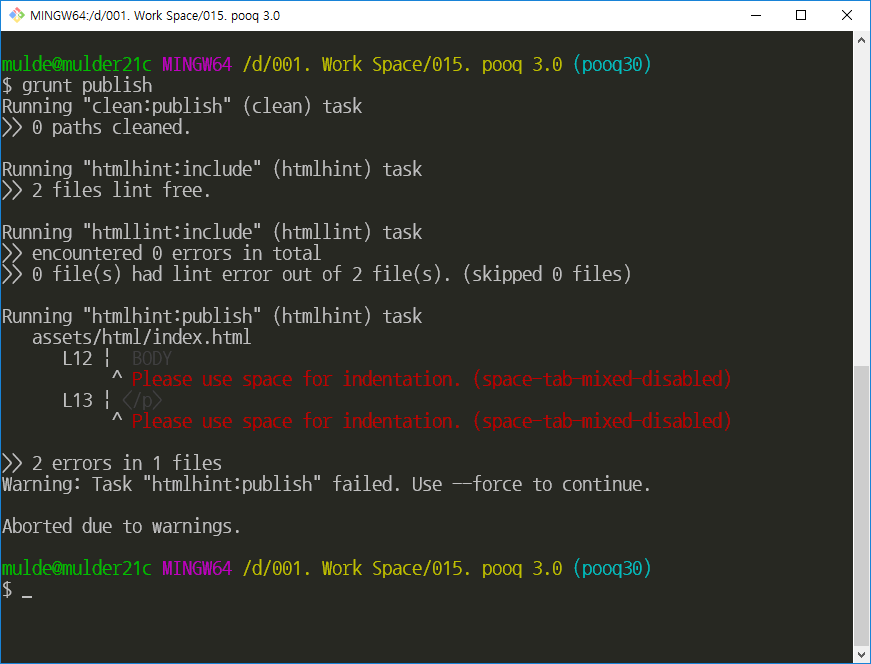 MINGW64:/d/001. Work Space/015. pooq 3.0
mulde@mulder21c MINGW64 /d/001. Work Space/015. pooq 3.0 (pooq30)
$ grunt publish
Running "clean:publish" (clean) task
>> 0 paths cleaned.
Running "htmlhint:include" (htmlhint) task
>> 2 files lint free.
Running "htmllint:include" (htmllint) task
>> encountered 0 errors in total
>> 0 file(s) had lint error out of 2 file(s). (skipped 0 files)
Running "htmlhint:publish" (htmlhint) task
assets/html/index.html
L12 ¦ BODY
^ Please use space for indentation. (space-tab-mixed-disabled)
L13 ¦ </p>
^ Please use space for indentation. (space-tab-mixed-disabled)
>> 2 errors in 1 files
Warning: Task "htmlhint:publish" failed. Use --force to continue.
Aborted due to warnings.
mulde@mulder21c MINGW64 /d/001. Work Space/015. pooq 3.0 (pooq30)
$ _